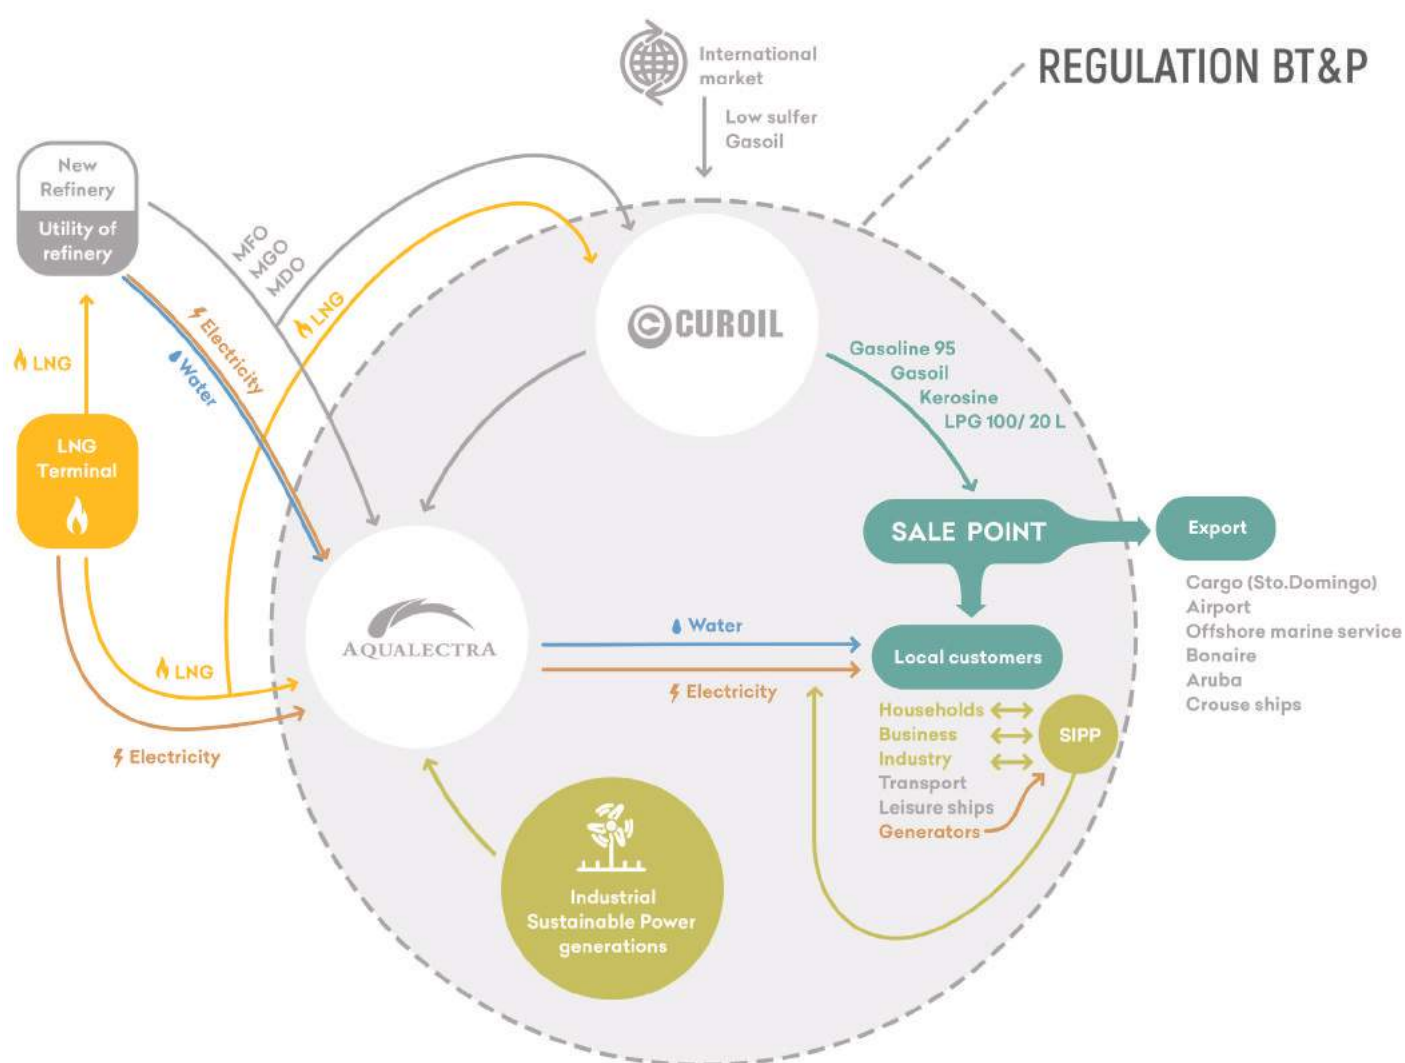 International
market
REGULATION BT&P
Low sulfer
Gasoil
New
Refinery
Utility of
refinery
MFO
MGO
MDO
LNG
Electricity
Water
LNG
LNG
Terminal
CUROIL
Gasoline 95
Gasoil
Kerosine
LPG 100/ 20 L
SALE POINT
Export
Cargo (Sto.Domingo)
Airport
Offshore marine service
Bonaire
Aruba
Crouse ships
AQUALECTRA
Water
Electricity
Local customers
LNG
Electricity
Households
Business
Industry
Transport
Leisure ships
Generators
SIPP
Industrial
Sustainable Power
generations